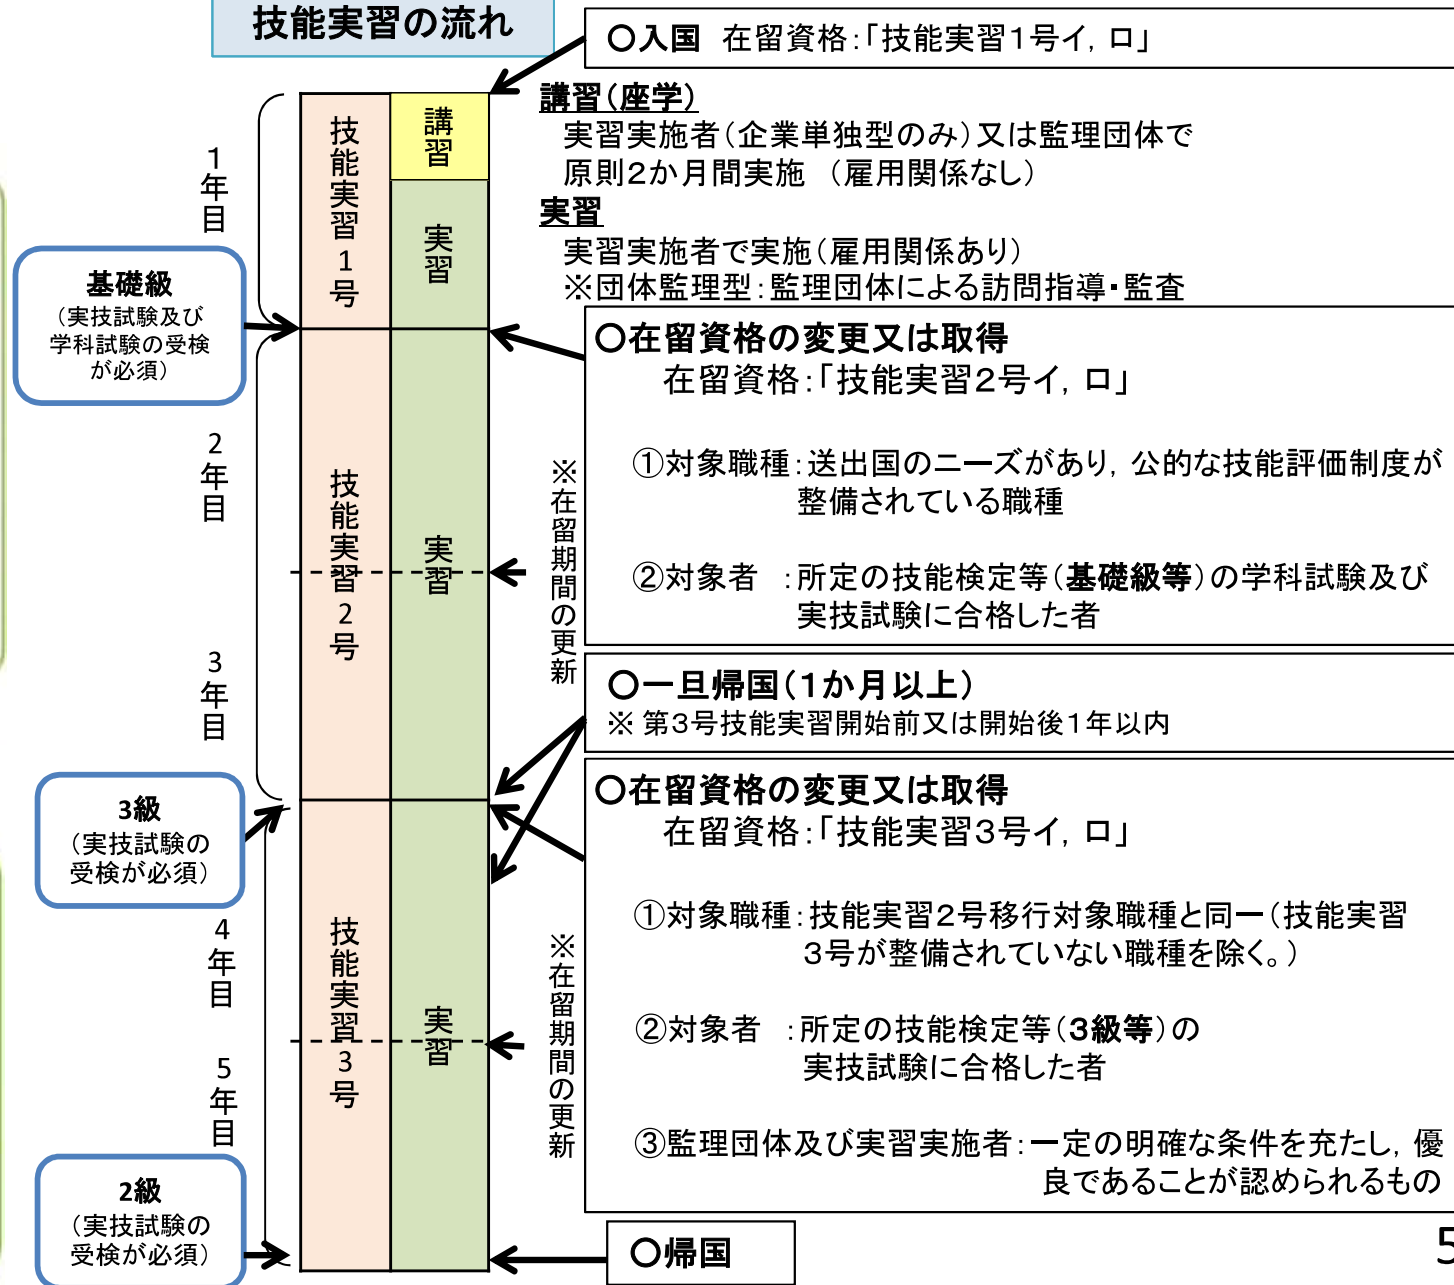 技能実習の流れ
○入国 在留資格：「技能実習1号イ，ロ」
講習（座学）
実習実施者（企業単独型のみ）又は監理団体で
原則2か月間実施 （雇用関係なし）
実習
実習実施者で実施（雇用関係あり）
※団体監理型：監理団体による訪問指導・監査
1年目
技能実習1号
講習
実習
基礎級
（実技試験及び
学科試験の受検
が必須）
○在留資格の変更又は取得
在留資格：「技能実習2号イ，ロ」
①対象職種：送出国のニーズがあり，公的な技能評価制度が
整備されている職種
②対象者 ：所定の技能検定等（基礎級等）の学科試験及び
実技試験に合格した者
2年目
3年目
技能実習2号
実習
※在留期間の更新
○一旦帰国（1か月以上）
※ 第3号技能実習開始前又は開始後1年以内
3級
（実技試験の
受検が必須）
○在留資格の変更又は取得
在留資格：「技能実習3号イ，ロ」
①対象職種：技能実習2号移行対象職種と同一（技能実習
3号が整備されていない職種を除く。）
②対象者 ：所定の技能検定等（3級等）の
実技試験に合格した者
③監理団体及び実習実施者：一定の明確な条件を充たし，優
良であることが認められるもの
4年目
5年目
技能実習3号
実習
※在留期間の更新
2級
（実技試験の
受検が必須）
○帰国
5